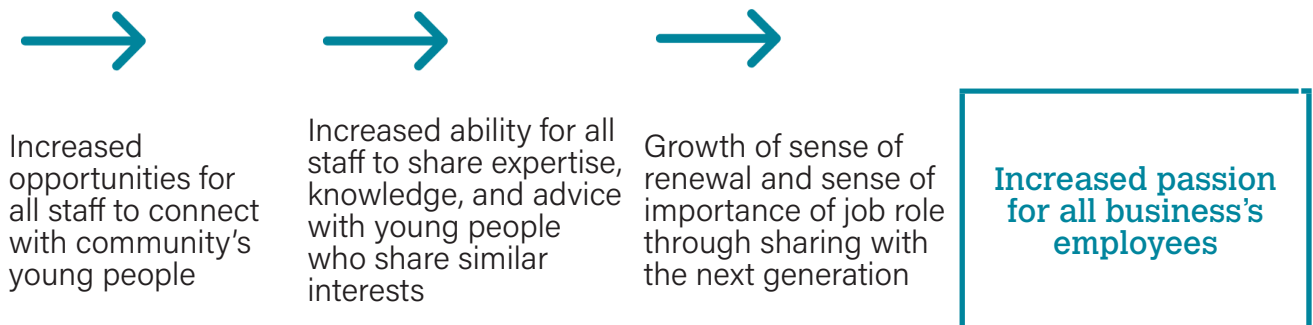 Increased
opportunities for
all staff to connect
with community’s
young people
Increased ability for all
staff to share expertise,
knowledge, and advice
with young people
who share similar
interests
Growth of sense of
renewal and sense of
importance of job role
through sharing with
the next generation
Increased passion
for all business’s
employees